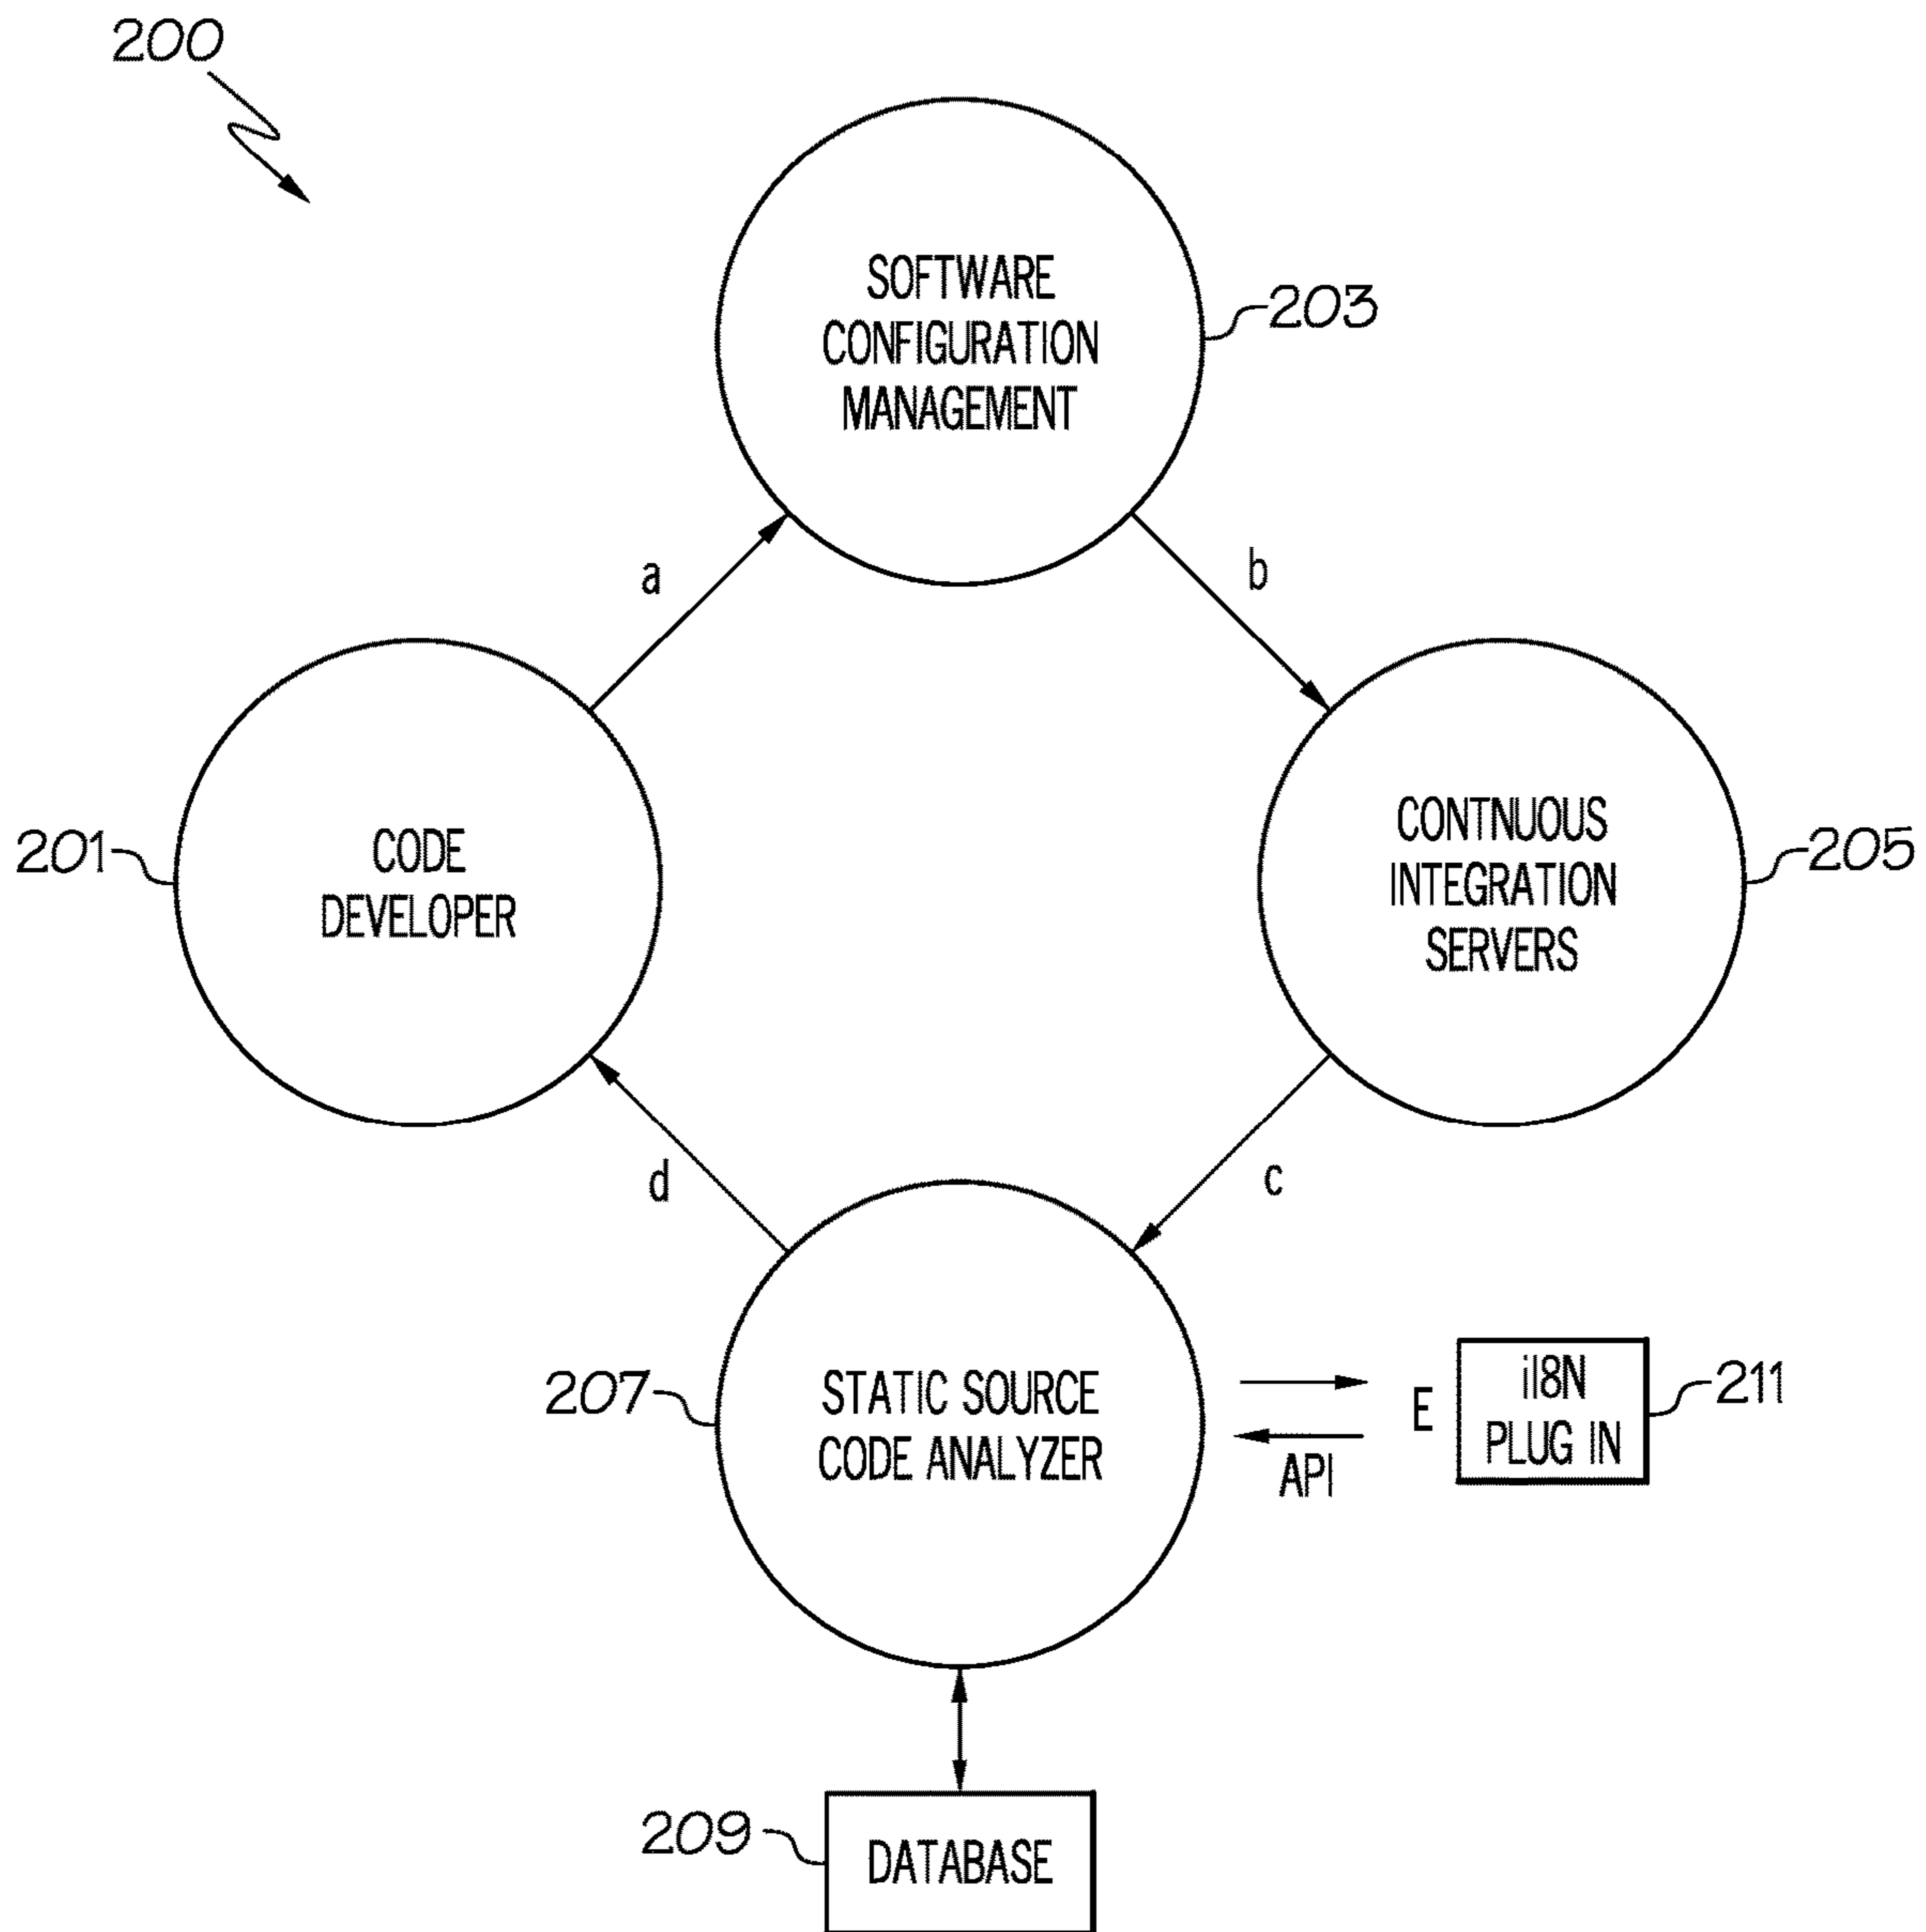 200
SOFTWARE
CONFIGURATION
MANAGEMENT
203
a
b
201
CODE
DEVELOPER
CONTNUOUS
INTEGRATION
SERVERS
205
d
c
207
STATIC SOURCE
CODE ANALYZER
E
API
i18N
PLUG IN
211
209
DATABASE